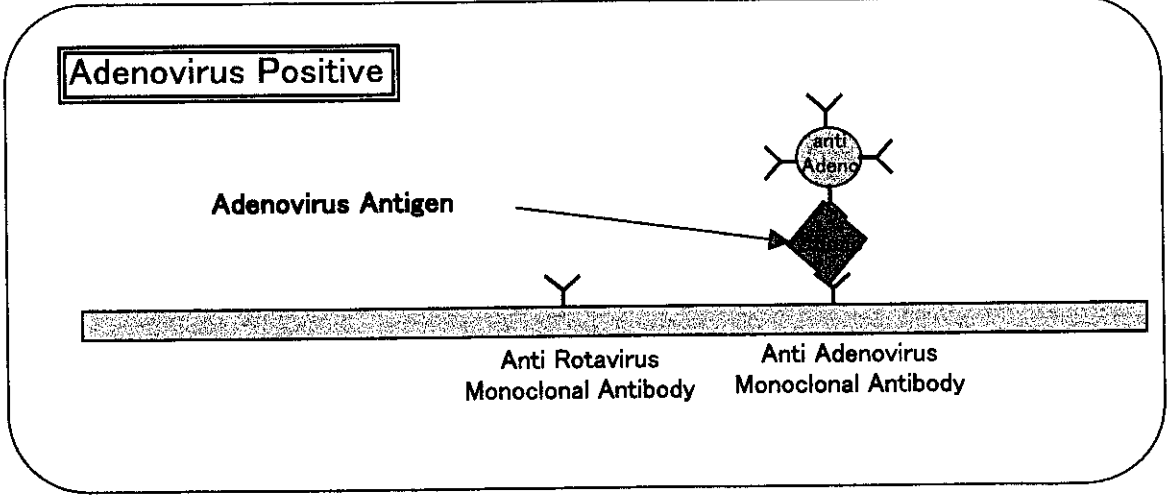 Adenovirus Positive
anti
Adeno
Adenovirus Antigen
Anti Rotavirus
Monoclonal Antibody
Anti Adenovirus
Monoclonal Antibody